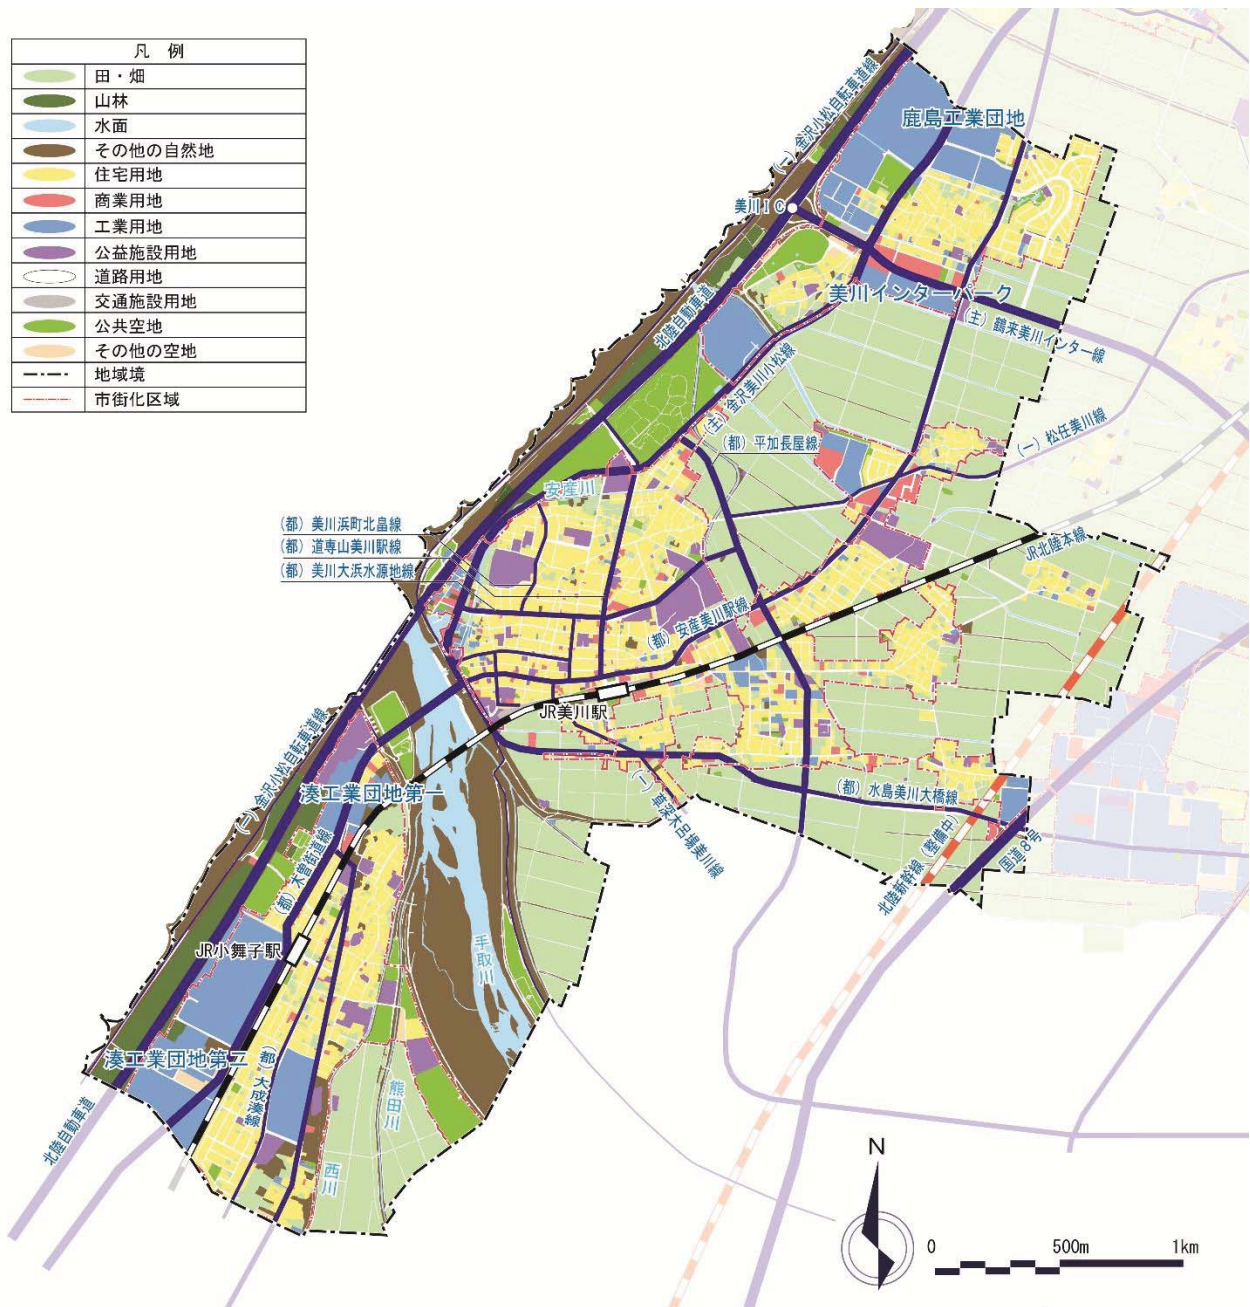 凡 例
田・畑
山林
水面
その他の自然地
住宅用地
商業用地
工業用地
公益施設用地
道路用地
交通施設用地
公共空地
その他の空地
地域境
市街化区域
(一)金沢小松自転車道線
鹿島工業団地
美川IC
美川インターパーク
(主)鶴来美川インター線
北陸自動車道
(主)金沢美川小松線
(都)平加長屋線
(一)松任美川線
安産川
(都)美川浜町北畠線
(都)道専山美川駅線
(都)美川大浜水源地線
JR北陸本線
(都)安産美川駅線
JR美川駅
(一)金沢小松自転車道線
湊工業団地第一
(都)水島美川大橋線
(一)草深木呂場美川線
北陸新幹線(整備中)
国道8号
(都)木曽街道線
JR小舞子駅
手取川
湊工業団地第二
(都)大成湊線
熊田川
西川
北陸自動車道
N
0 500m 1km